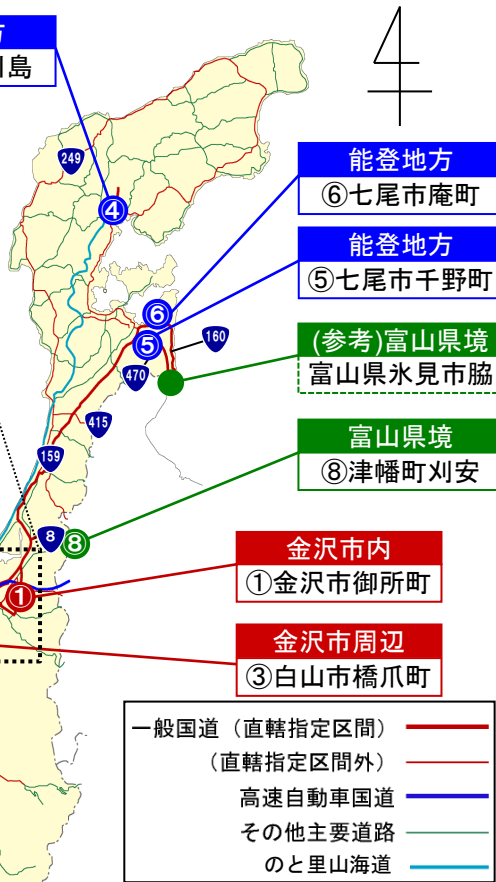 方
島
249
④
能登地方
⑥七尾市庵町
能登地方
⑤七尾市千野町
⑥
⑤
160
(参考)富山県境
富山県氷見市脇
470
415
159
富山県境
⑧津幡町刈安
8
⑧
金沢市内
①金沢市御所町
①
金沢市周辺
③白山市橋爪町
一般国道（直轄指定区間）
（直轄指定区間外）
高速自動車国道
その他主要道路
のと里山海道